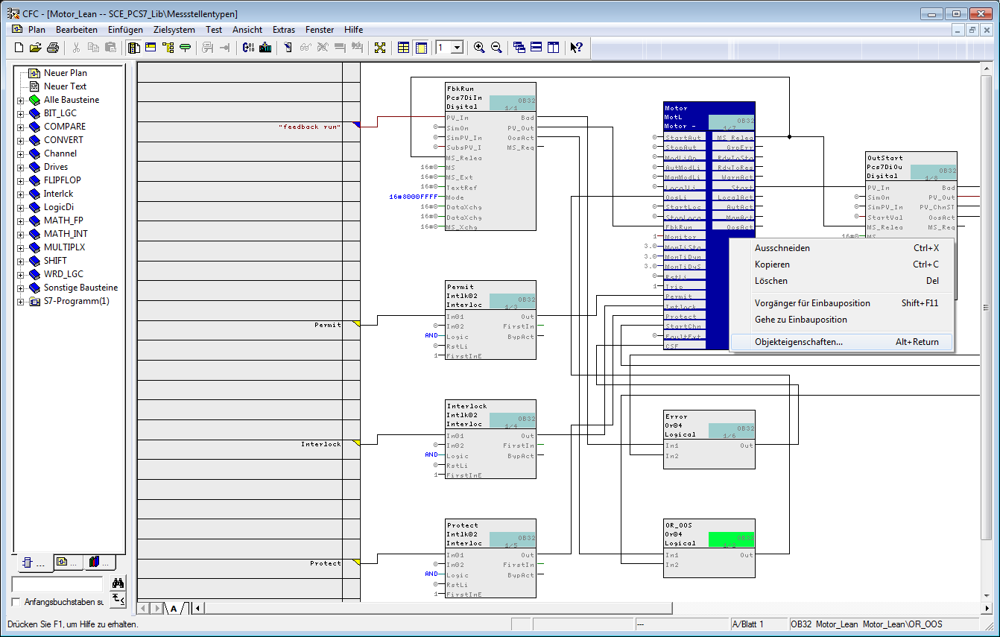 CFC - [Motor_Lean -- SCE_PCS7_Lib\Messstellentypen]
Plan Bearbeiten Einfügen Zielsystem Test Ansicht Extras Fenster Hilfe
1
Neuer Plan
Neuer Text
Alle Bausteine
BIT_LGC
COMPARE
CONVERT
Channel
Drives
FLIPFLOP
Interlck
LogicDi
MATH_FP
MATH_INT
MULTIPLX
SHIFT
WRD_LGC
Sonstige Bausteine
S7-Programm(1)
... ... ...
Anfangsbuchstaben su
"feedback run"
Permit
Interlock
Protect
FbkRun
Pcs7DiIn OB32
Digital 1/1
PV_In Bad
0 SimOn PV_Out
0 SimPV_In OosAct
0 SubsPV_I MS_Req
MS_Relea
16#0 MS
16#0 MS_Ext
16#0 TextRef
16#8000FFFF Mode
16#0 DataXchg
16#0 DataXchg
16#0 MS_Xchg
Permit
Intlk02 OB32
Interloc 1/3
In01 Out
0 In02 FirstIn
AND Logic BypAct
0 RstLi
1 FirstInE
Interlock
Intlk02 OB32
Interloc 1/4
In01 Out
0 In02 FirstIn
AND Logic BypAct
0 RstLi
1 FirstInE
Protect
Intlk02 OB32
Interloc 1/5
In01 Out
0 In02 FirstIn
AND Logic BypAct
0 RstLi
1 FirstInE
Motor
MotL OB32
Motor - 1/7
0 StartAut MS_Relea
0 StopAut GrpErr
0 ModLiOp RdyToSta
0 AutModLi RdyToRes
0 ManModLi WarnAct
0 LocalLi Start
OosLi LocalAct
0 StartLoc AutAct
0 StopLoca ManAct
FbkRun OosAct
1 Monitor
3.0 MonTiSta
3.0 MonTiDyn
3.0 MonTiDyS
0 RstLi
1 Trip
Permit
Intlock
Protect
StartChn
0 FaultExt
CSF
OutStart
Pcs7DiOu OB32
Digital 1/8
PV_In Bad
0 SimOn PV_Out
0 SimPV_In PV_ChnST
0 StartVal OosAct
MS_Relea MS_Req
16#0 MS
Ausschneiden Ctrl+X
Kopieren Ctrl+C
Löschen Del
Vorgänger für Einbauposition Shift+F11
Gehe zu Einbauposition
Objekteigenschaften... Alt+Return
Error
Or04 OB32
Logical 1/6
In1 Out
In2
OR_OOS
Or04 OB32
Logical
In1 Out
In2
A
Drücken Sie F1, um Hilfe zu erhalten. --- A/Blatt 1 OB32 Motor_Lean Motor_Lean\OR_OOS